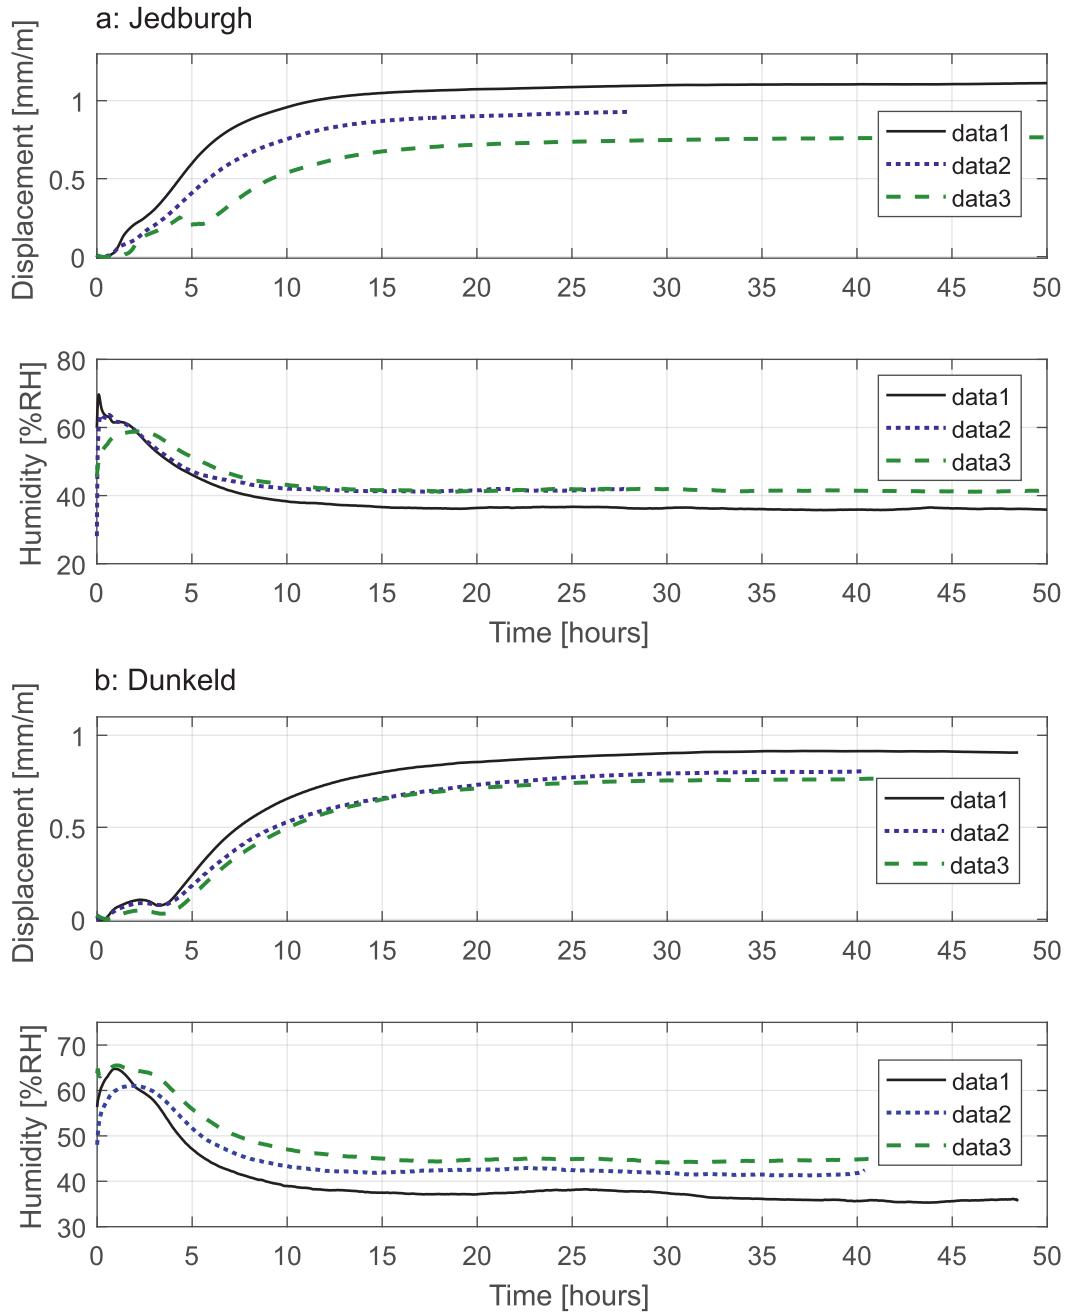 a: Jedburgh
Displacement [mm/m]
1
0.5
0
data1
data2
data3
0 5 10 15 20 25 30 35 40 45 50
Humidity [%RH]
80
60
40
20
data1
data2
data3
0 5 10 15 20 25 30 35 40 45 50
Time [hours]
b: Dunkeld
Displacement [mm/m]
1
0.5
0
data1
data2
data3
0 5 10 15 20 25 30 35 40 45 50
Humidity [%RH]
70
60
50
40
30
data1
data2
data3
0 5 10 15 20 25 30 35 40 45 50
Time [hours]